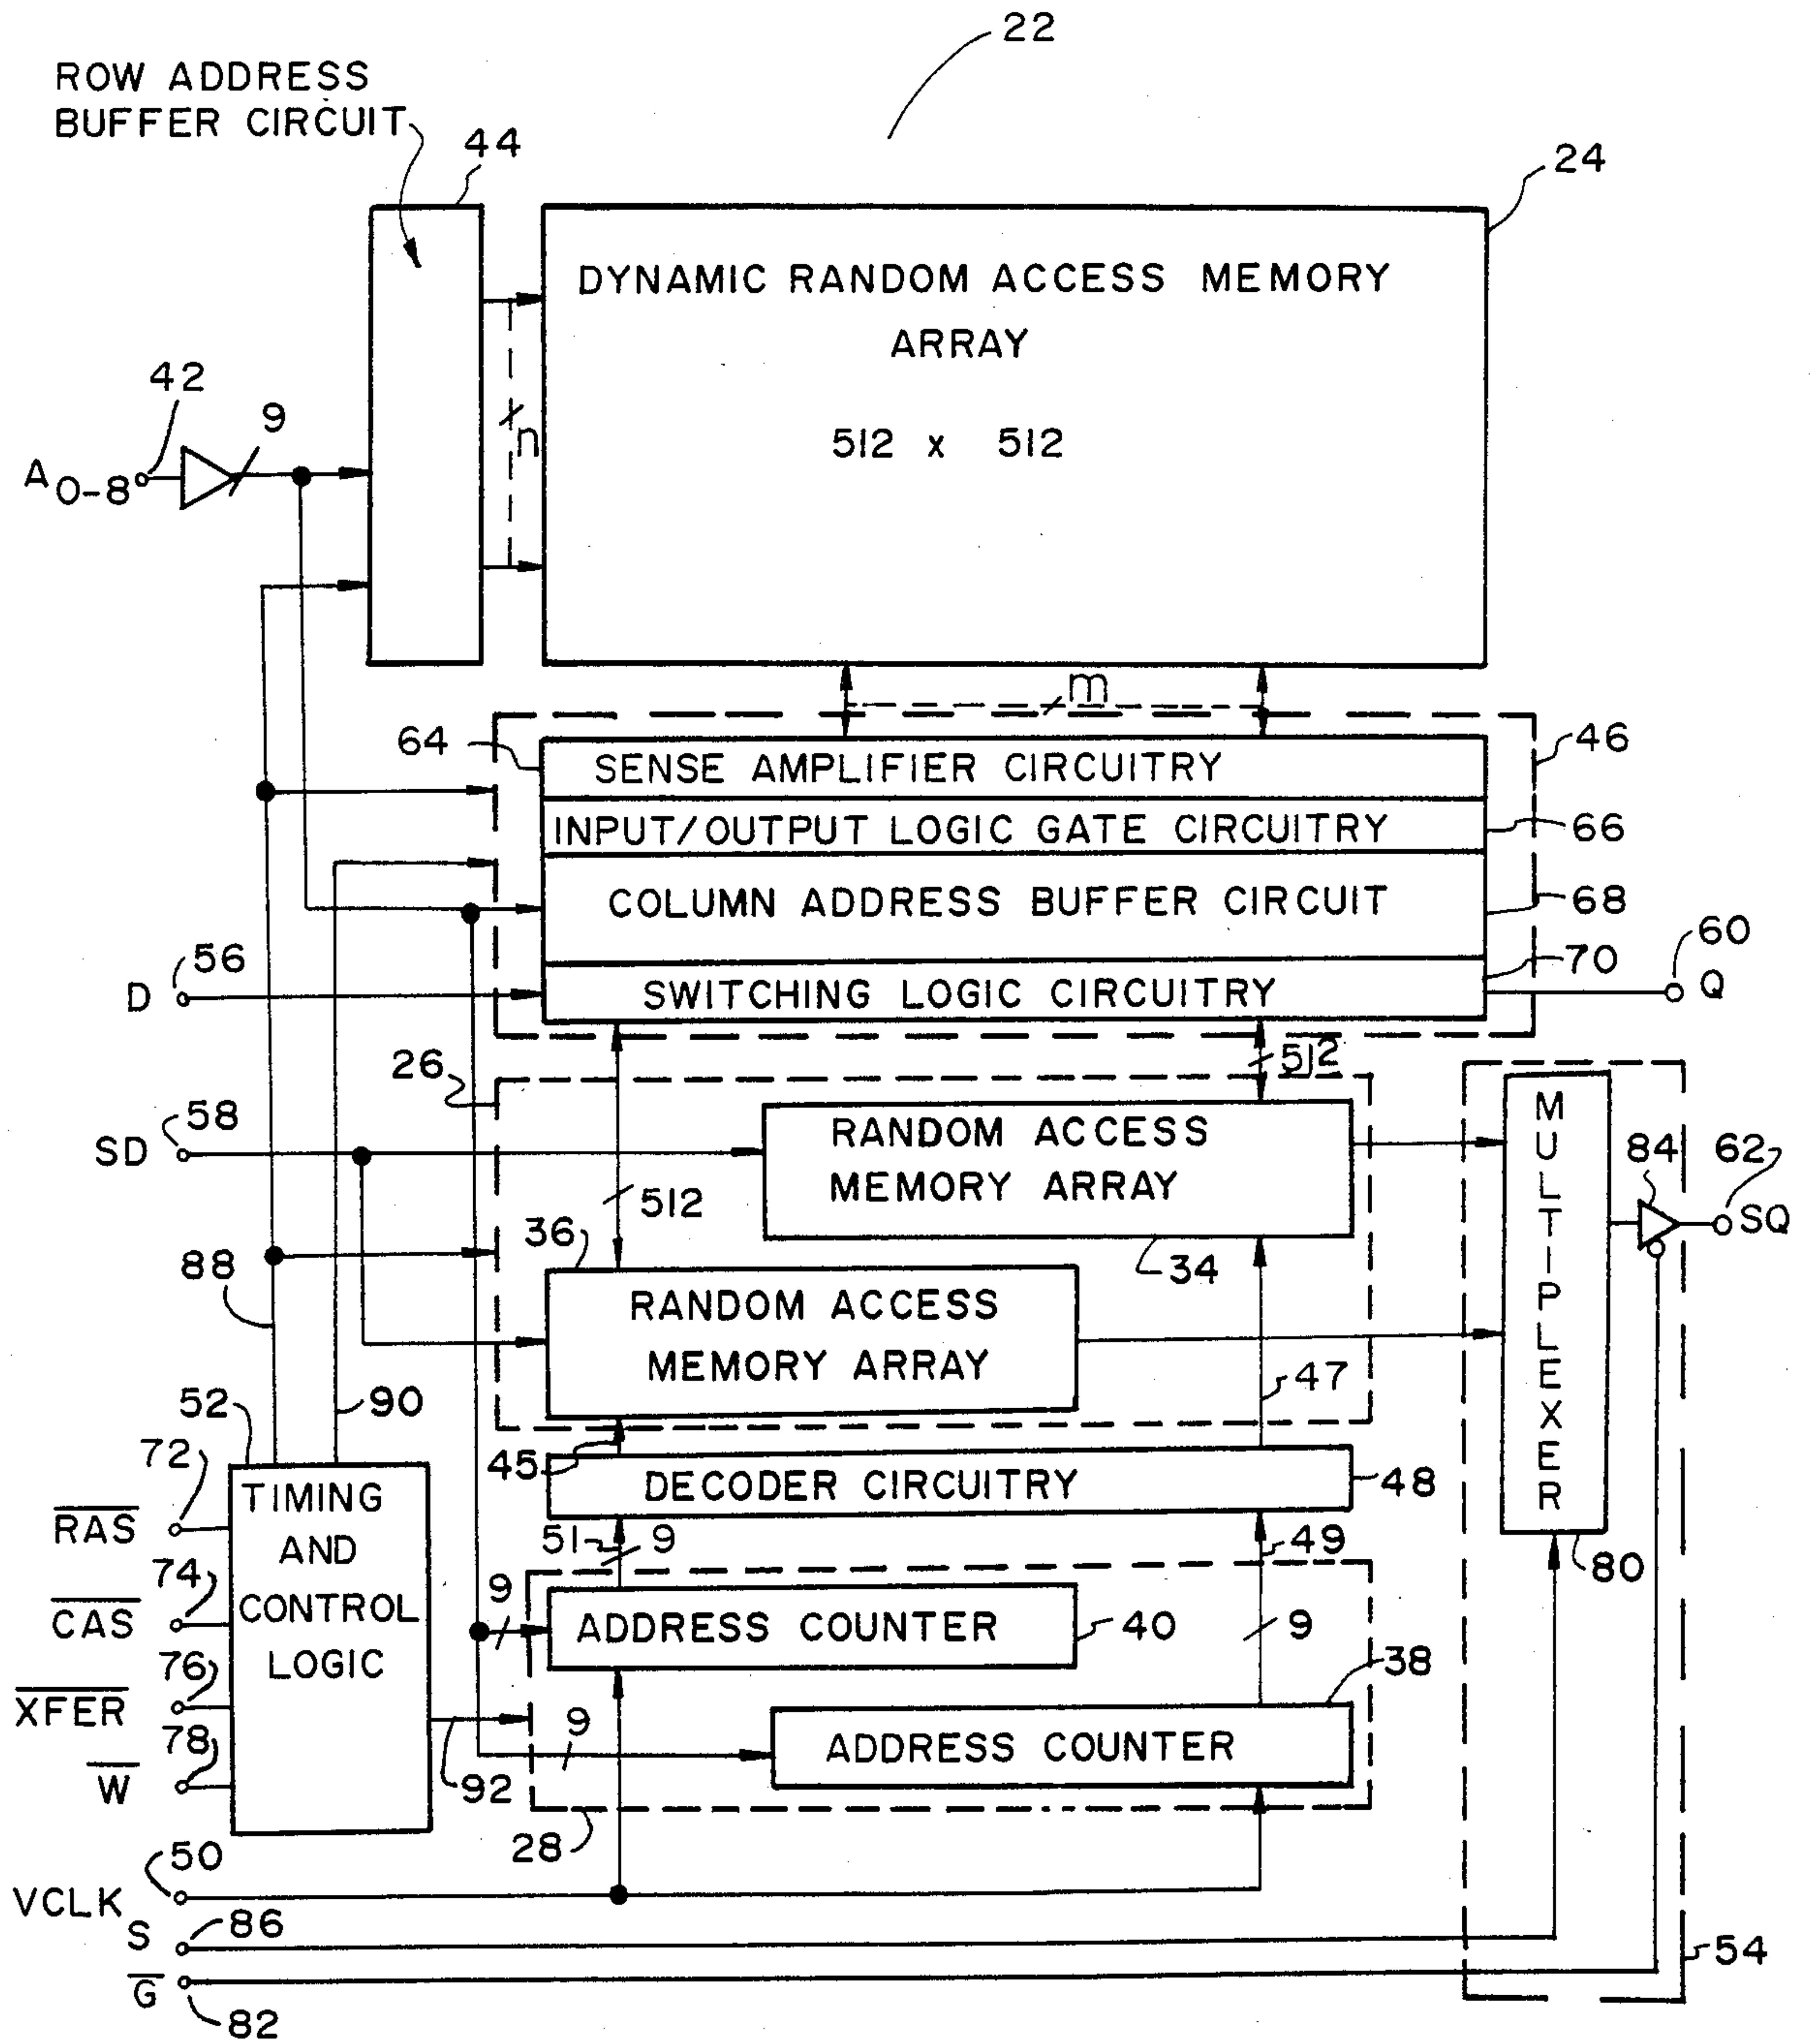 22
ROW ADDRESS
BUFFER CIRCUIT
44
24
DYNAMIC RANDOM ACCESS MEMORY
ARRAY
512 x 512
n
42
9
A0-8
m
64
SENSE AMPLIFIER CIRCUITRY
46
INPUT/OUTPUT LOGIC GATE CIRCUITRY
66
COLUMN ADDRESS BUFFER CIRCUIT
68
56
D
SWITCHING LOGIC CIRCUITRY
70
60
Q
26
512
58
SD
RANDOM ACCESS
MEMORY ARRAY
34
512
36
RANDOM ACCESS
MEMORY ARRAY
MULTIPLEXER
84
62
SQ
88
90
47
45
DECODER CIRCUITRY
48
52
TIMING
AND
CONTROL
LOGIC
72
R̅A̅S̅
74
C̅A̅S̅
76
X̅F̅E̅R̅
78
W̅
51
9
49
80
9
ADDRESS COUNTER
40
9
38
9
ADDRESS COUNTER
92
28
50
VCLK
S
86
G̅
82
54